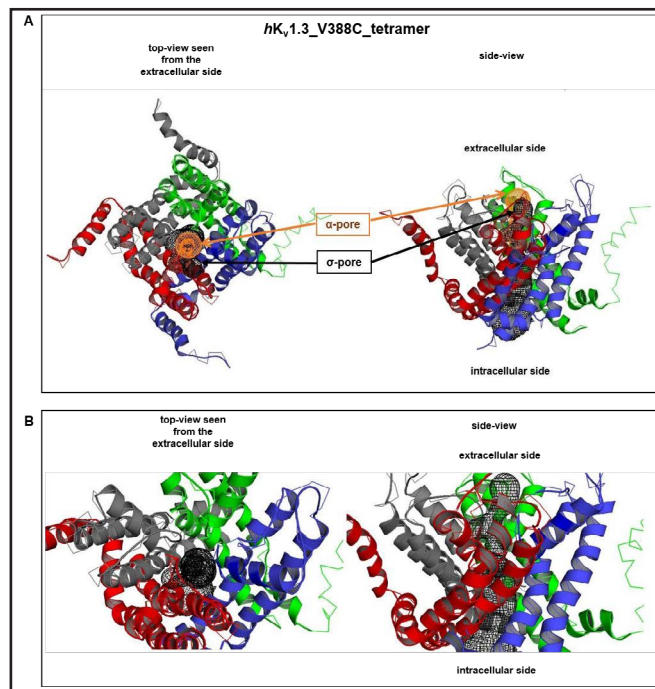 A
hKv1.3_V388C_tetramer
top-view seen
from the
extracellular side
side-view
extracellular side
α-pore
σ-pore
intracellular side
B
top-view seen
from the
extracellular side
side-view
extracellular side
intracellular side